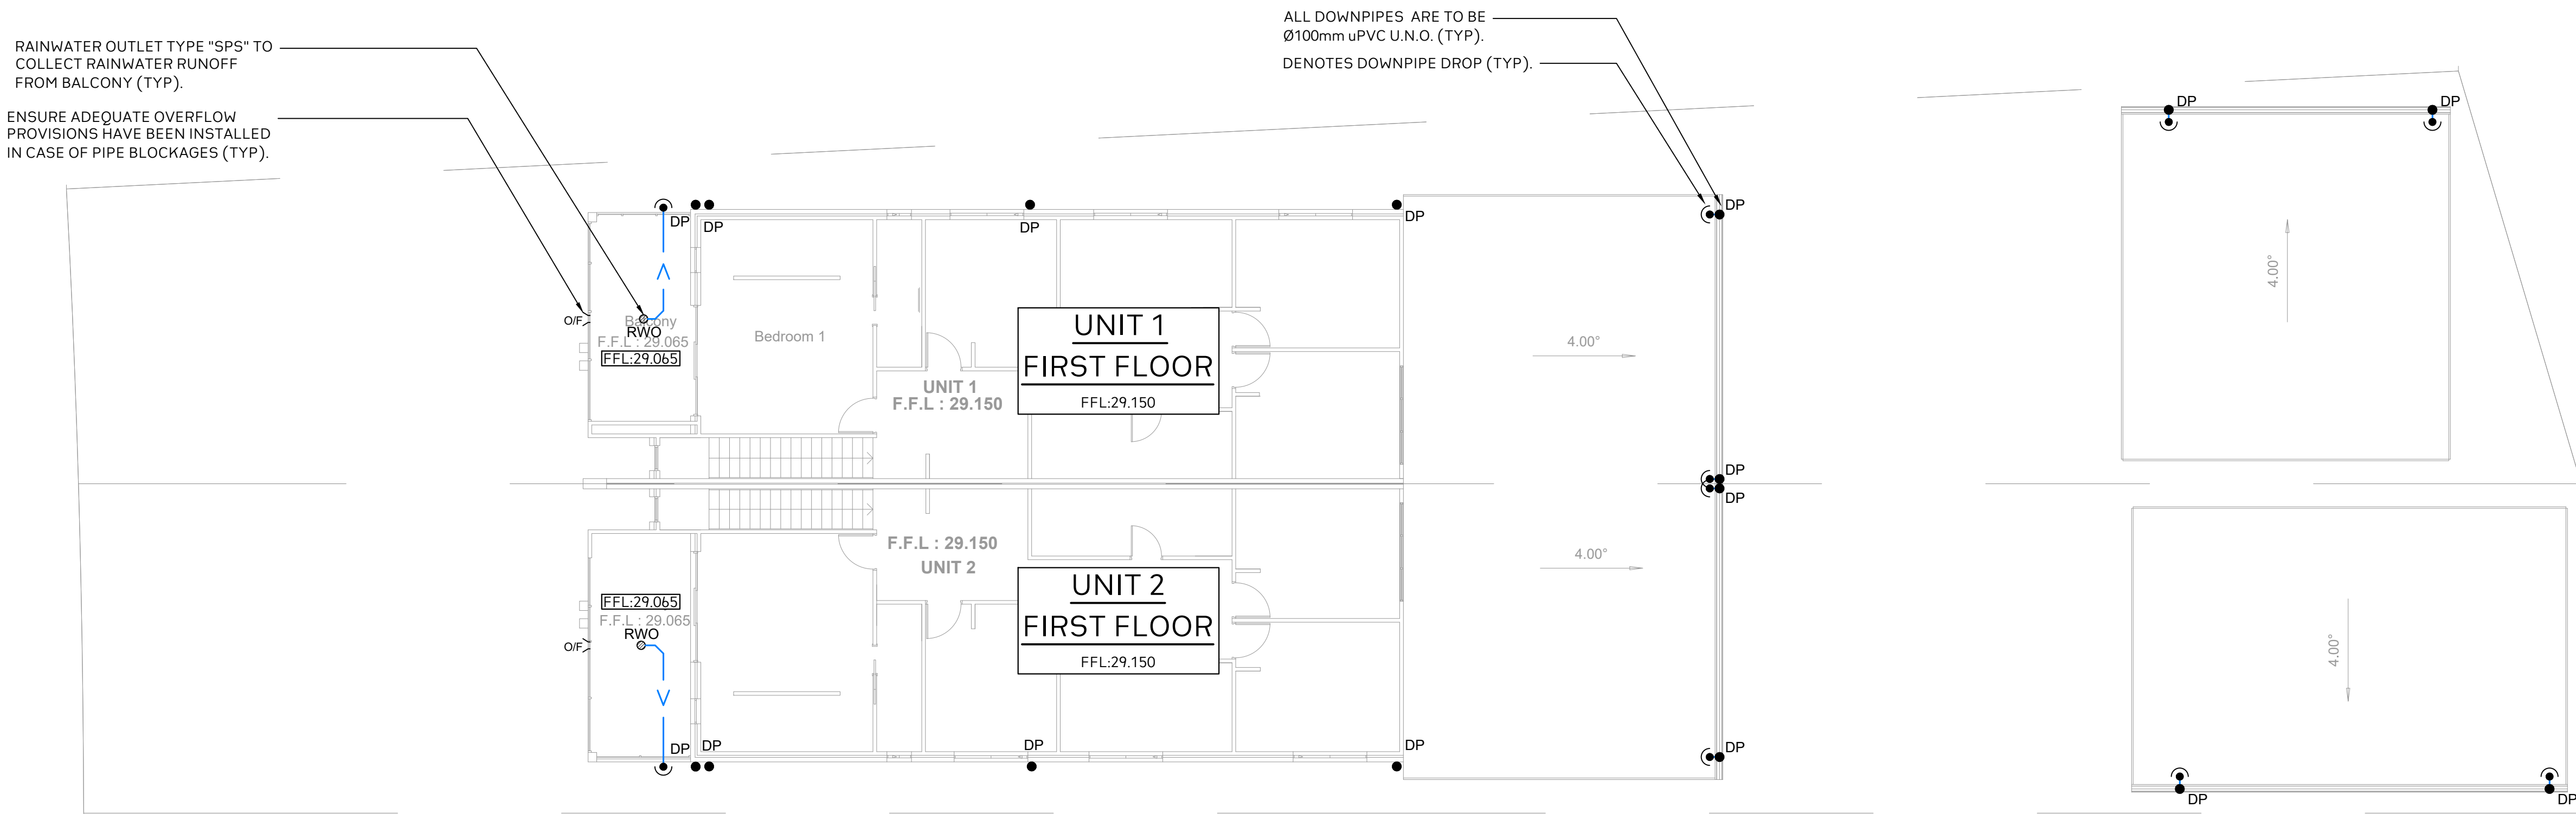 ALL DOWNPIPES ARE TO BE
Ø100mm uPVC U.N.O. (TYP).
DENOTES DOWNPIPE DROP (TYP).
RAINWATER OUTLET TYPE "SPS" TO
COLLECT RAINWATER RUNOFF
FROM BALCONY (TYP).
ENSURE ADEQUATE OVERFLOW
PROVISIONS HAVE BEEN INSTALLED
IN CASE OF PIPE BLOCKAGES (TYP).
DP
DP
DP
DP
DP
DP
DP
4.00°
O/F
Balcony
RWO
F.F.L : 29.065
FFL:29.065
Bedroom 1
UNIT 1
FIRST FLOOR
FFL:29.150
4.00°
UNIT 1
F.F.L : 29.150
DP
DP
F.F.L : 29.150
UNIT 2
UNIT 2
FIRST FLOOR
FFL:29.150
4.00°
FFL:29.065
F.F.L : 29.065
RWO
O/F
4.00°
DP
DP
DP
DP
DP
DP
DP